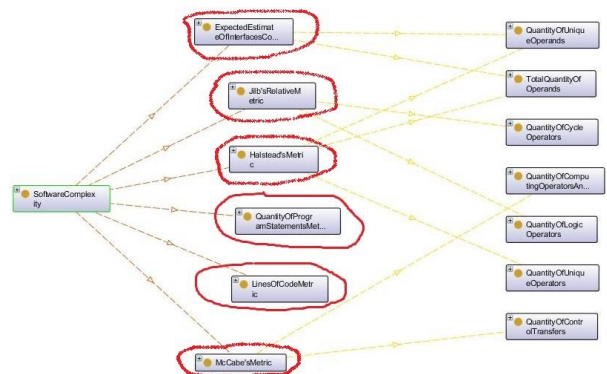 ExpectedEstimat
eOfInterfacesCo...
QuantityOfUniqu
eOperands
TotalQuantityOf
Operands
Jilb'sRelativeM
etric
QuantityOfCycle
Operators
Halstead'sMetri
c
QuantityOfCompu
tingOperatorsAn...
SoftwareComplex
ity
QuantityOfProgr
amStatementsMet...
QuantityOfLogic
Operators
QuantityOfUniqu
eOperators
LinesOfCodeMetr
ic
QuantityOfContr
olTransfers
McCabe'sMetric